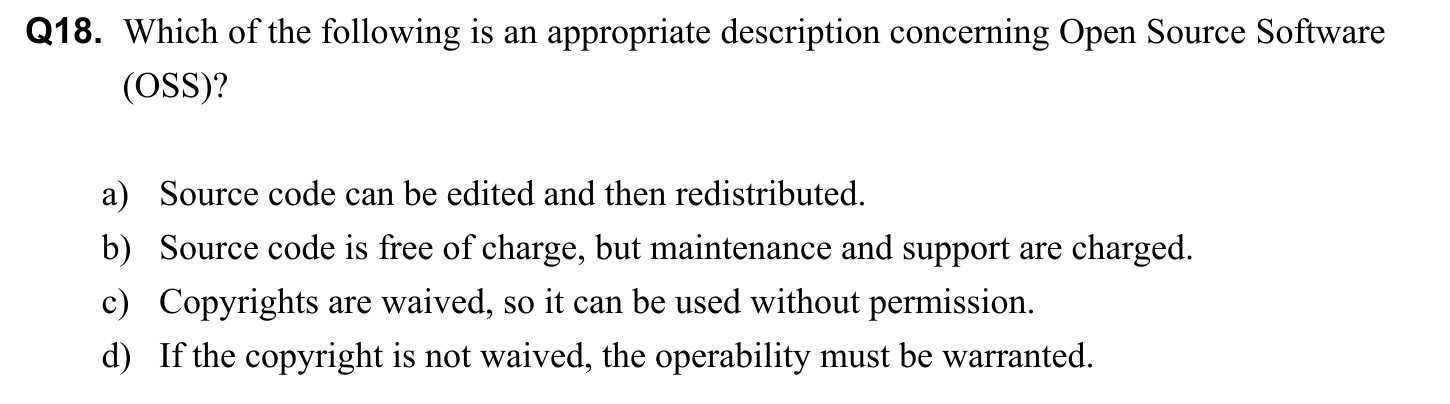 Q18. Which of the following is an appropriate description concerning Open Source Software
(OSS)?
a) Source code can be edited and then redistributed.
b) Source code is free of charge, but maintenance and support are charged.
c) Copyrights are waived, so it can be used without permission.
d) If the copyright is not waived, the operability must be warranted.